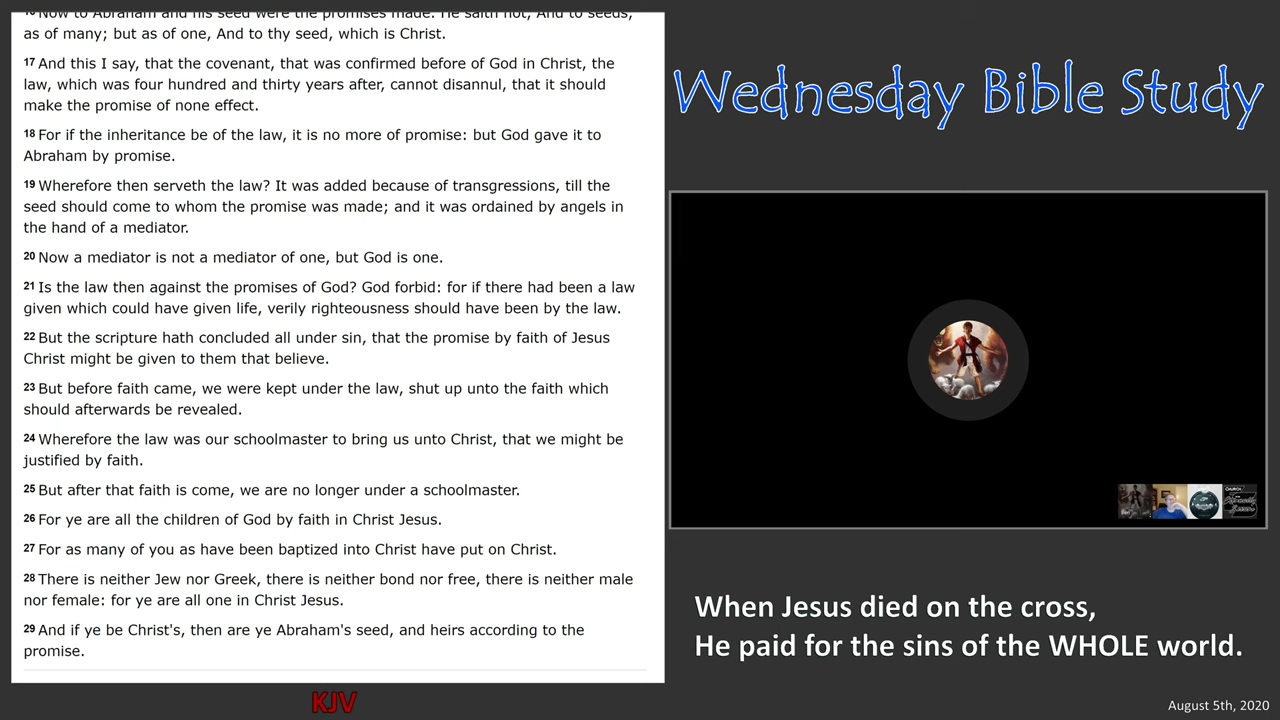 16 Now to Abraham and his seed were the promises made. He saith not, And to seeds,
as of many; but as of one, And to thy seed, which is Christ.
17 And this I say, that the covenant, that was confirmed before of God in Christ, the
law, which was four hundred and thirty years after, cannot disannul, that it should
make the promise of none effect.
18 For if the inheritance be of the law, it is no more of promise: but God gave it to
Abraham by promise.
19 Wherefore then serveth the law? It was added because of transgressions, till the
seed should come to whom the promise was made; and it was ordained by angels in
the hand of a mediator.
20 Now a mediator is not a mediator of one, but God is one.
21 Is the law then against the promises of God? God forbid: for if there had been a law
given which could have given life, verily righteousness should have been by the law.
22 But the scripture hath concluded all under sin, that the promise by faith of Jesus
Christ might be given to them that believe.
23 But before faith came, we were kept under the law, shut up unto the faith which
should afterwards be revealed.
24 Wherefore the law was our schoolmaster to bring us unto Christ, that we might be
justified by faith.
25 But after that faith is come, we are no longer under a schoolmaster.
26 For ye are all the children of God by faith in Christ Jesus.
27 For as many of you as have been baptized into Christ have put on Christ.
28 There is neither Jew nor Greek, there is neither bond nor free, there is neither male
nor female: for ye are all one in Christ Jesus.
29 And if ye be Christ's, then are ye Abraham's seed, and heirs according to the
promise.
KJV
Wednesday Bible Study
When Jesus died on the cross,
He paid for the sins of the WHOLE world.
August 5th, 2020